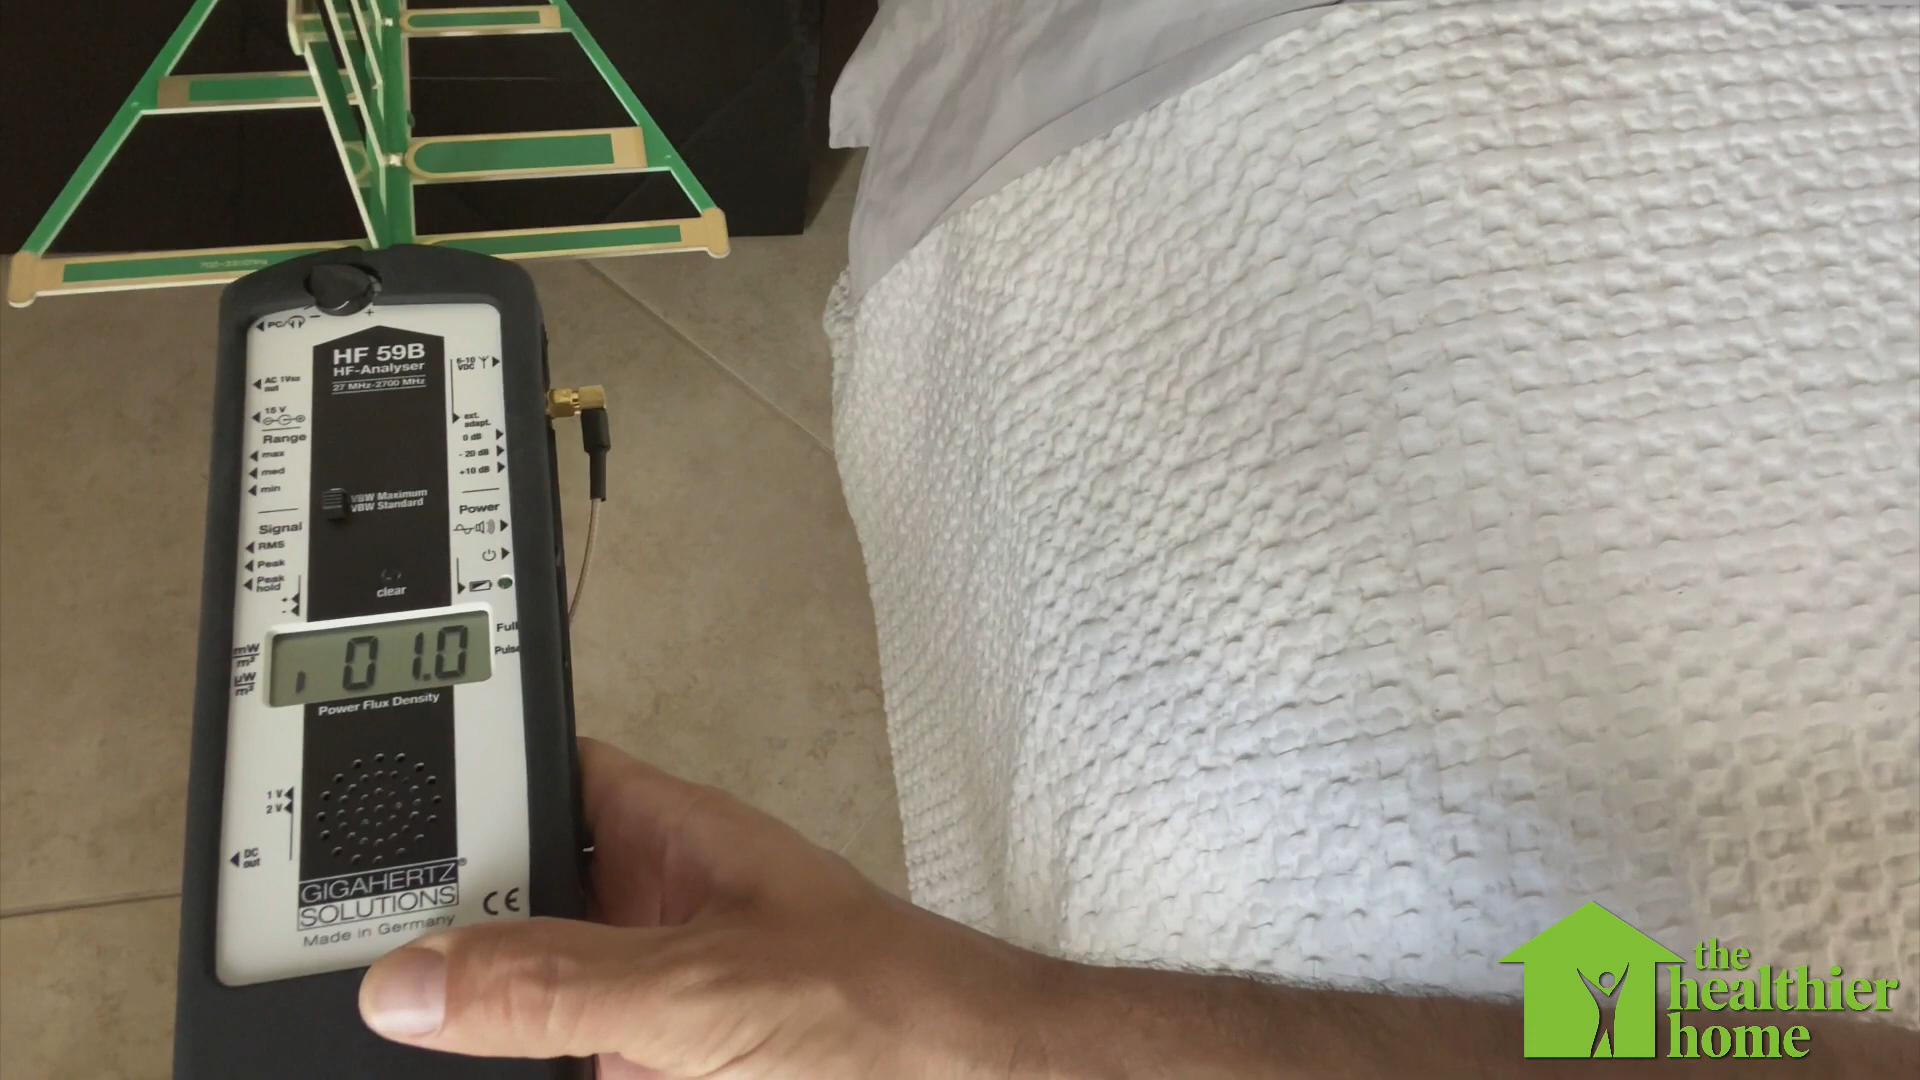 PC/
- +
HF 59B
HF-Analyser
27 MHz-2700 MHz
AC 1Vss
out
15 V
Range
max
med
min
Signal
RMS
Peak
Peak
hold
+
-
6-10
VDC
ext.
adapt.
0 dB
- 20 dB
+10 dB
Power
VBW Maximum
VBW Standard
clear
Full
Pulse
mW
m²
µW
m²
01.0
Power Flux Density
1 V
2 V
DC
out
GIGAHERTZ®
SOLUTIONS
CE
Made in Germany
the
healthier
home